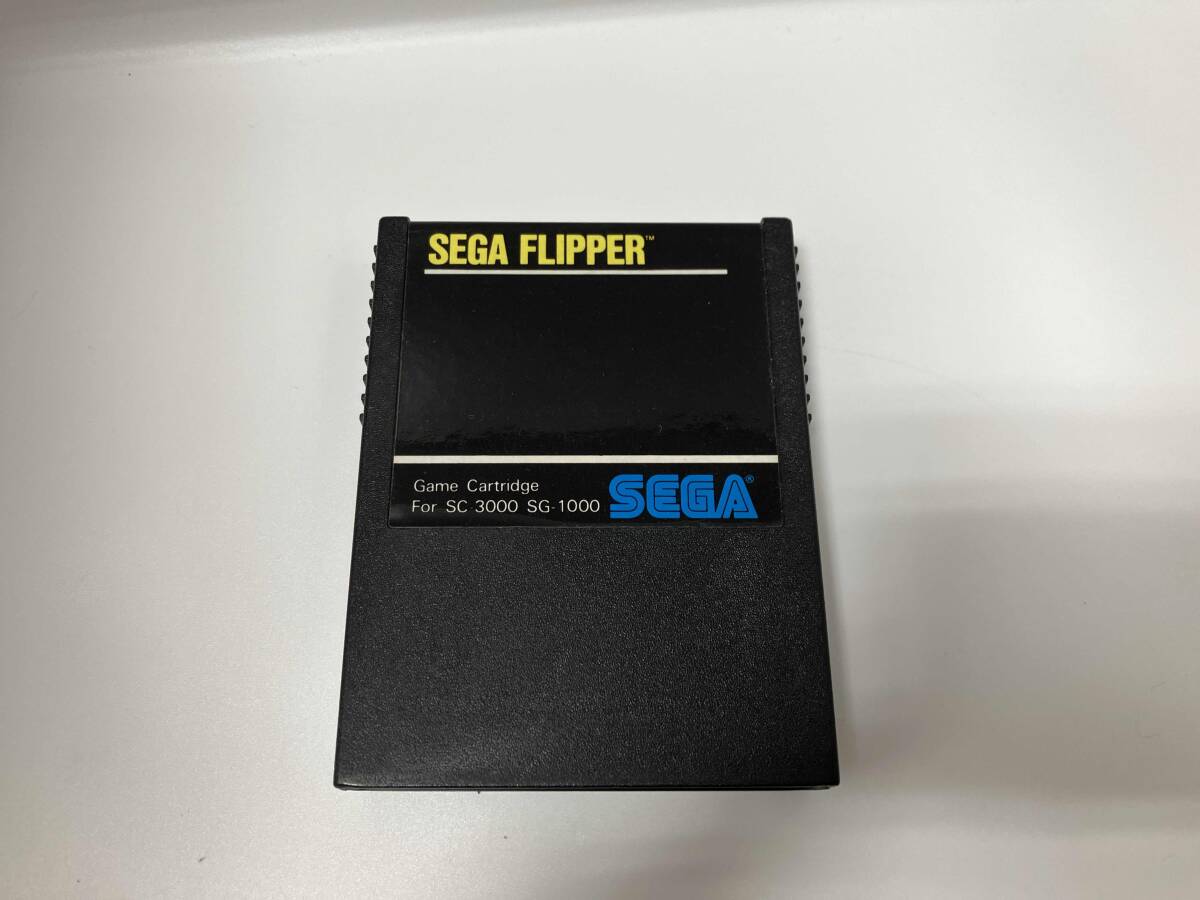 SEGA FLIPPER™
Game Cartridge
For SC-3000 SG-1000
SEGA®